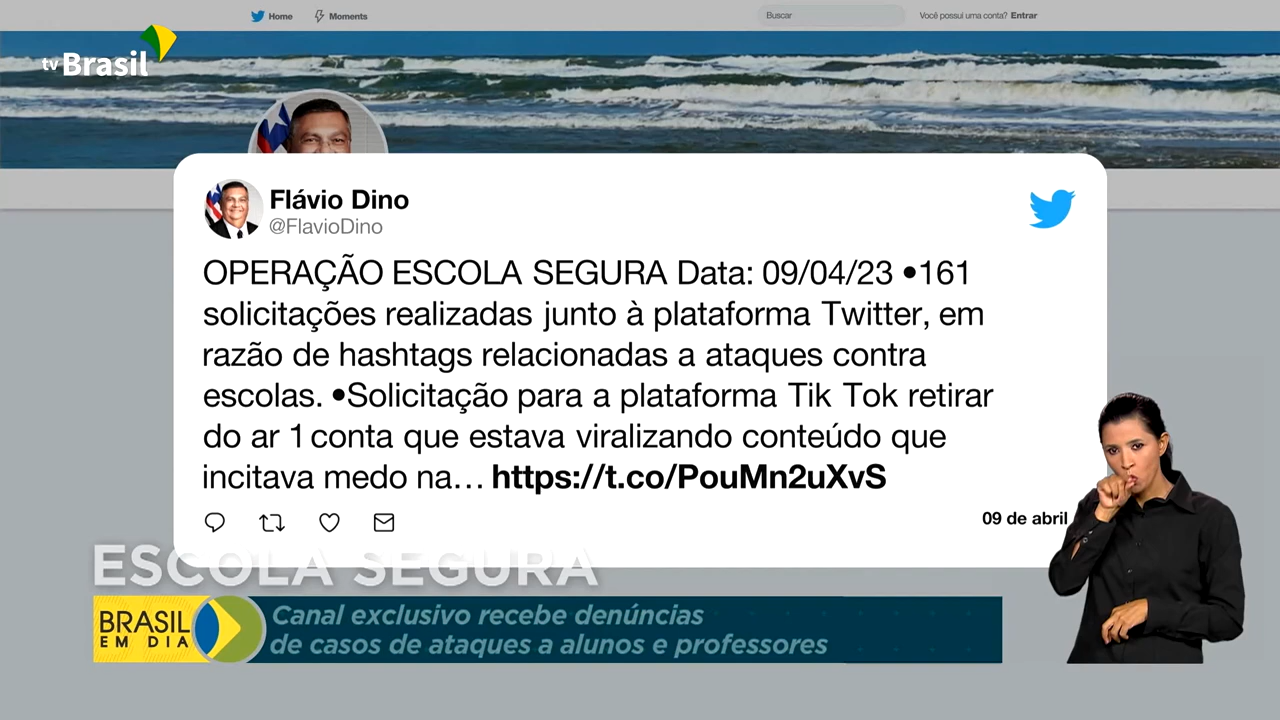 Home
Moments
Buscar
Você possui uma conta? Entrar
tv Brasil
Flávio Dino
@FlavioDino
OPERAÇÃO ESCOLA SEGURA Data: 09/04/23 •161
solicitações realizadas junto à plataforma Twitter, em
razão de hashtags relacionadas a ataques contra
escolas. •Solicitação para a plataforma Tik Tok retirar
do ar 1 conta que estava viralizando conteúdo que
incitava medo na… https://t.co/PouMn2uXvS
09 de abril
ESCOLA SEGURA
BRASIL
EM DIA
Canal exclusivo recebe denúncias
de casos de ataques a alunos e professores